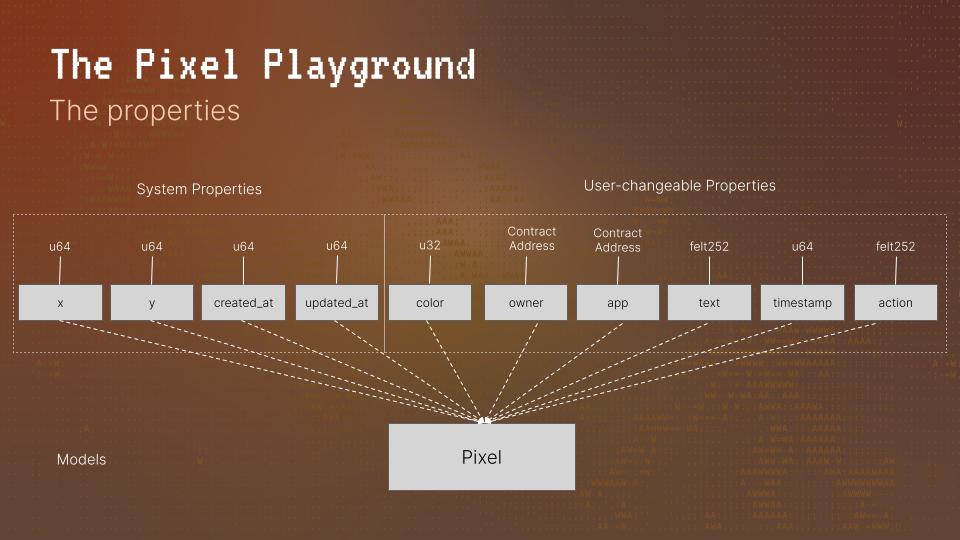 The Pixel Playground
The properties
System Properties
User-changeable Properties
u64
u64
u64
u64
u32
Contract
Address
Contract
Address
felt252
u64
felt252
x
y
created_at
updated_at
color
owner
app
text
timestamp
action
Models
Pixel